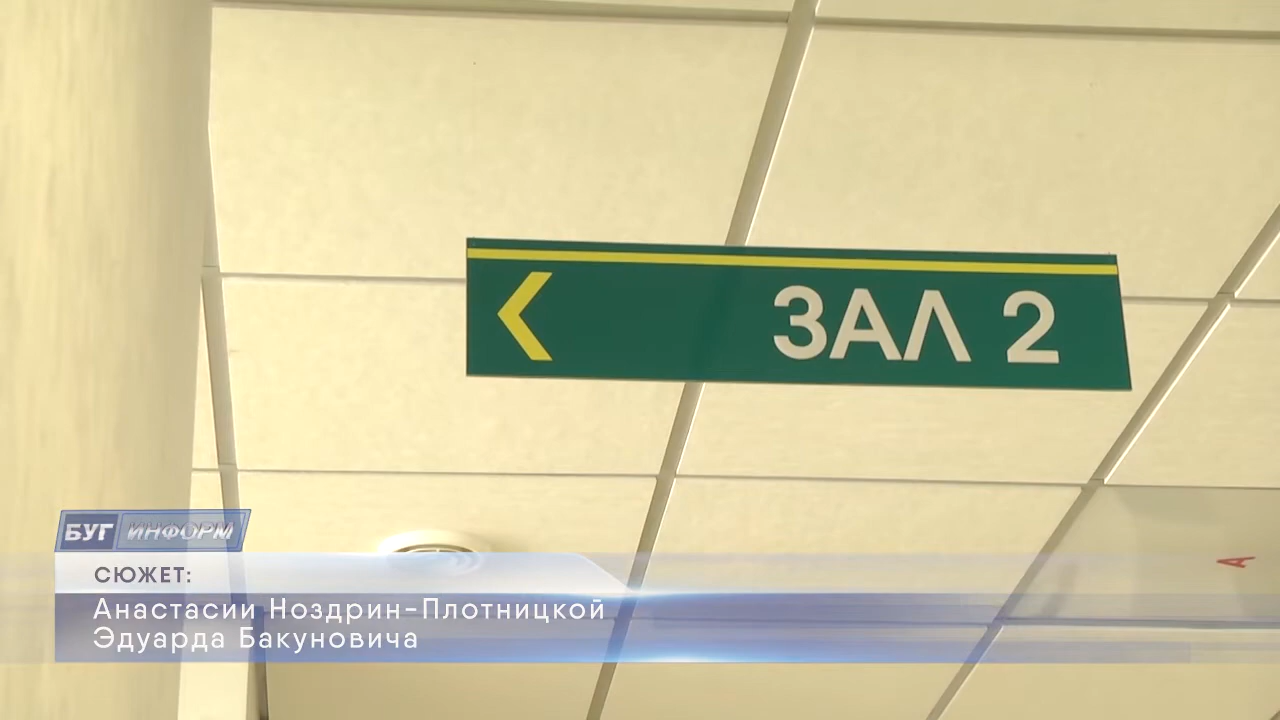 ЗАЛ 2
А
БУГ ИНФОРМ
СЮЖЕТ:
Анастасии Ноздрин-Плотницкой
Эдуарда Бакуновича